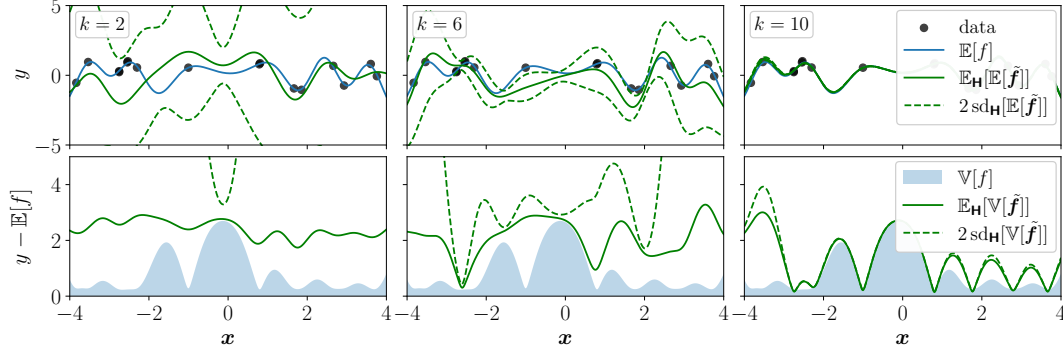 k = 2
k = 6
k = 10
data
𝔼[f]
𝔼_𝐇[𝔼[f̃]]
2 sd_𝐇[𝔼[f̃]]
y
5
0
−5
y − 𝔼[f]
4
2
0
𝕍[f]
𝔼_𝐇[𝕍[f̃]]
2 sd_𝐇[𝕍[f̃]]
−4 −2 0 2 4 −4 −2 0 2 4 −4 −2 0 2 4
x x x